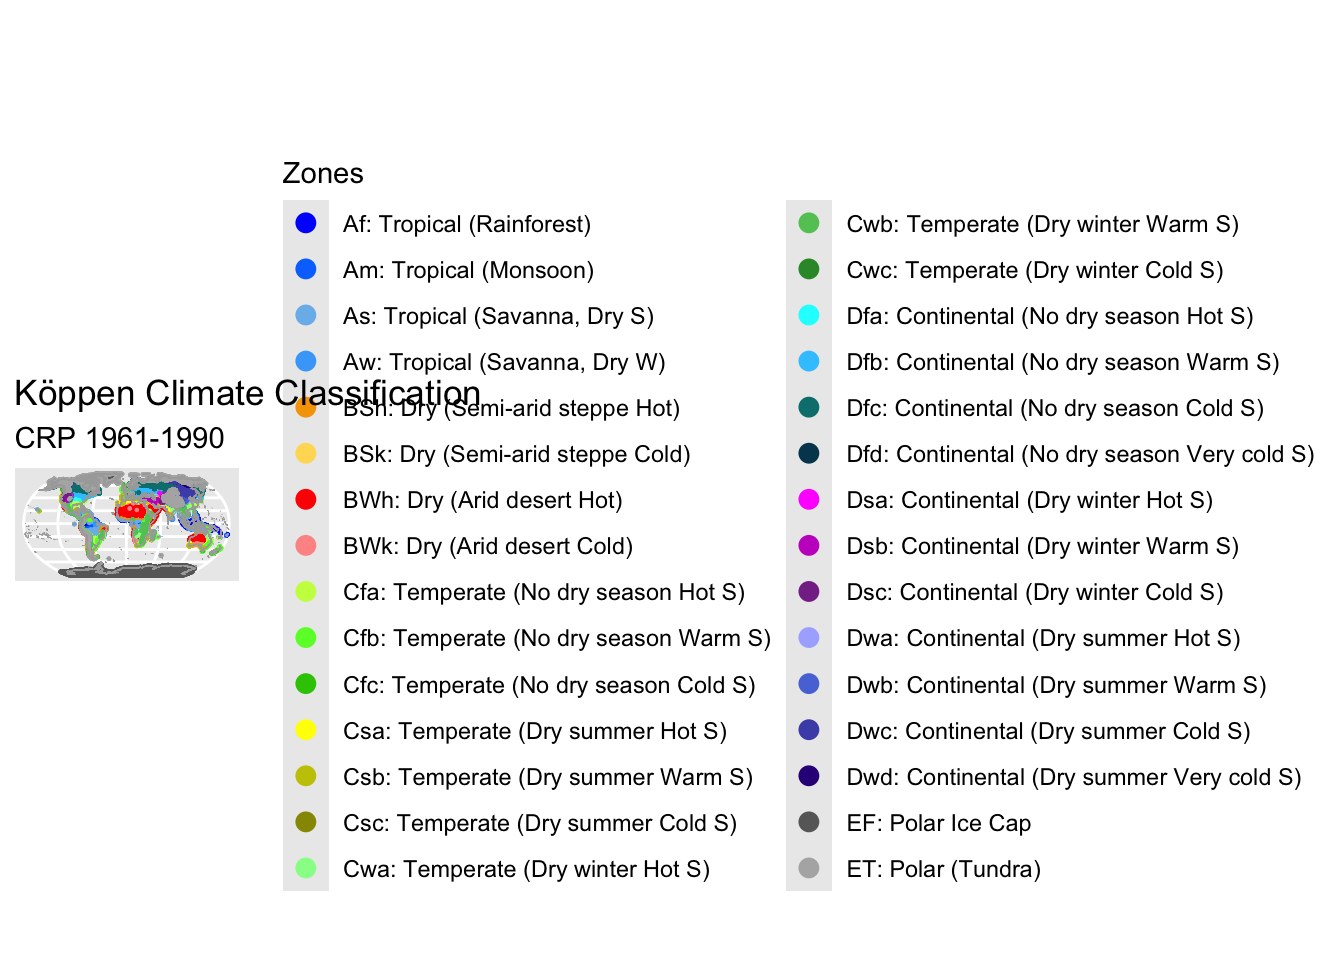 Köppen Climate Classification
CRP 1961-1990
Zones
Af: Tropical (Rainforest)
Am: Tropical (Monsoon)
As: Tropical (Savanna, Dry S)
Aw: Tropical (Savanna, Dry W)
BSh: Dry (Semi-arid steppe Hot)
BSk: Dry (Semi-arid steppe Cold)
BWh: Dry (Arid desert Hot)
BWk: Dry (Arid desert Cold)
Cfa: Temperate (No dry season Hot S)
Cfb: Temperate (No dry season Warm S)
Cfc: Temperate (No dry season Cold S)
Csa: Temperate (Dry summer Hot S)
Csb: Temperate (Dry summer Warm S)
Csc: Temperate (Dry summer Cold S)
Cwa: Temperate (Dry winter Hot S)
Cwb: Temperate (Dry winter Warm S)
Cwc: Temperate (Dry winter Cold S)
Dfa: Continental (No dry season Hot S)
Dfb: Continental (No dry season Warm S)
Dfc: Continental (No dry season Cold S)
Dfd: Continental (No dry season Very cold S)
Dsa: Continental (Dry winter Hot S)
Dsb: Continental (Dry winter Warm S)
Dsc: Continental (Dry winter Cold S)
Dwa: Continental (Dry summer Hot S)
Dwb: Continental (Dry summer Warm S)
Dwc: Continental (Dry summer Cold S)
Dwd: Continental (Dry summer Very cold S)
EF: Polar Ice Cap
ET: Polar (Tundra)